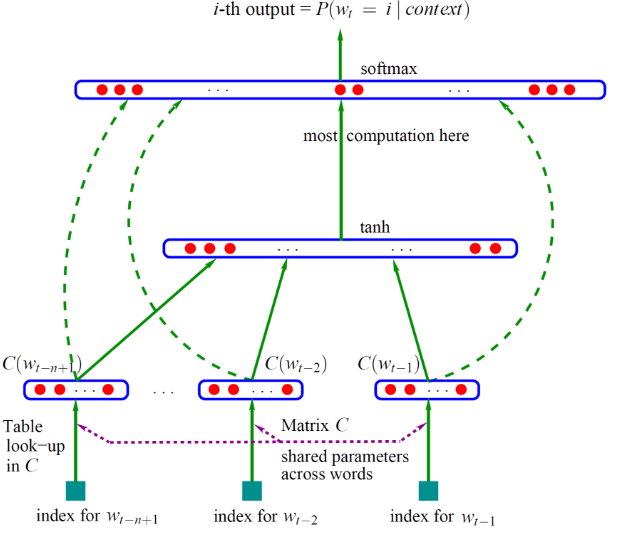 i-th output = P(w_t = i | context)
softmax
. . .
. . .
most computation here
tanh
. . .
. . .
C(w_{t−n+1})
C(w_{t−2})
C(w_{t−1})
. . .
. . .
. . .
. . .
Table
look−up
in C
Matrix C
shared parameters
across words
index for w_{t−n+1}
index for w_{t−2}
index for w_{t−1}